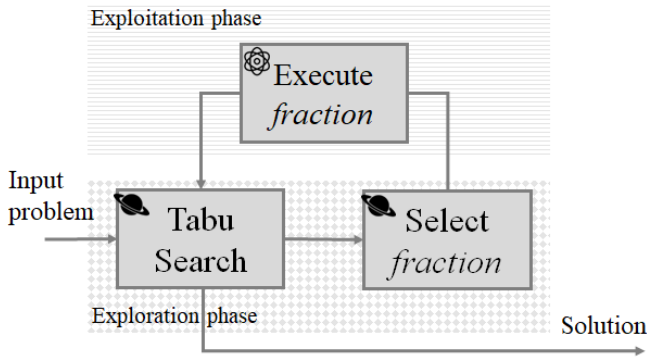 Exploitation phase
Execute
fraction
Input
problem
Tabu
Search
Select
fraction
Exploration phase
Solution